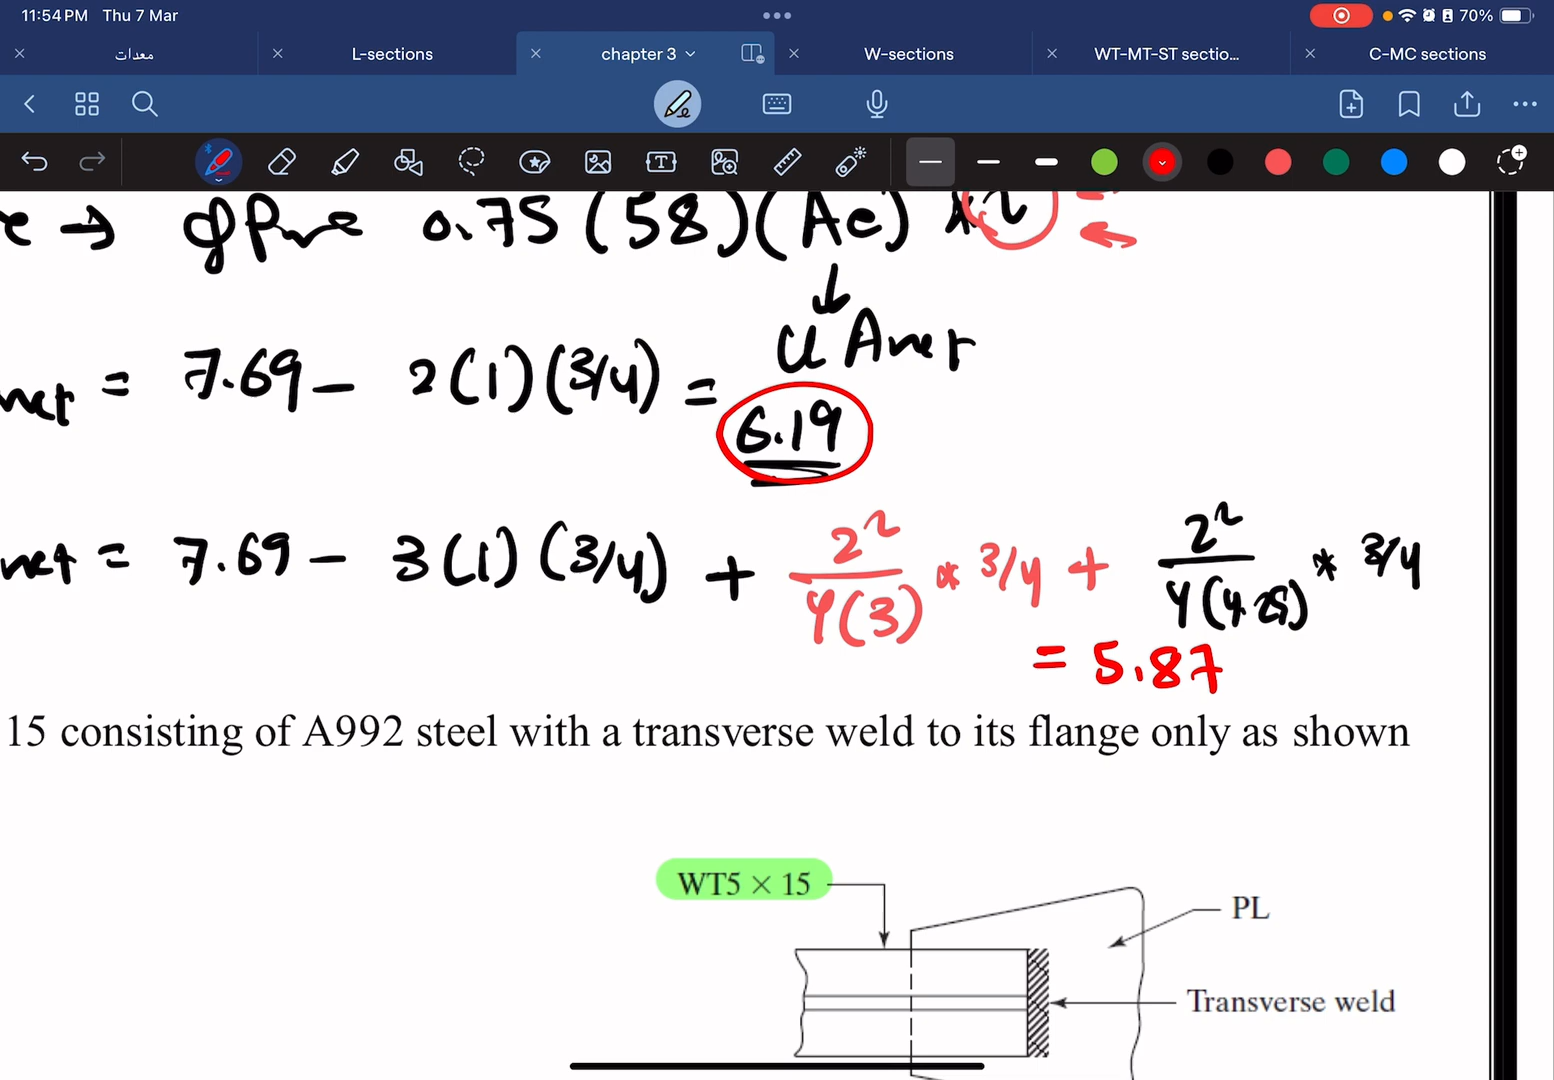 11:54 PM Thu 7 Mar
70%
معدات
L-sections
chapter 3
W-sections
WT-MT-ST sectio...
C-MC sections
0.75 (58)(Ae) * 2
↓
U Anet
net = 7.69 - 2(1)(3/4) = 6.19
net = 7.69 - 3(1)(3/4) + 2² / 4(3) * 3/4 + 2² / 4(4.25) * 3/4
= 5.87
15 consisting of A992 steel with a transverse weld to its flange only as shown
WT5 × 15
PL
Transverse weld